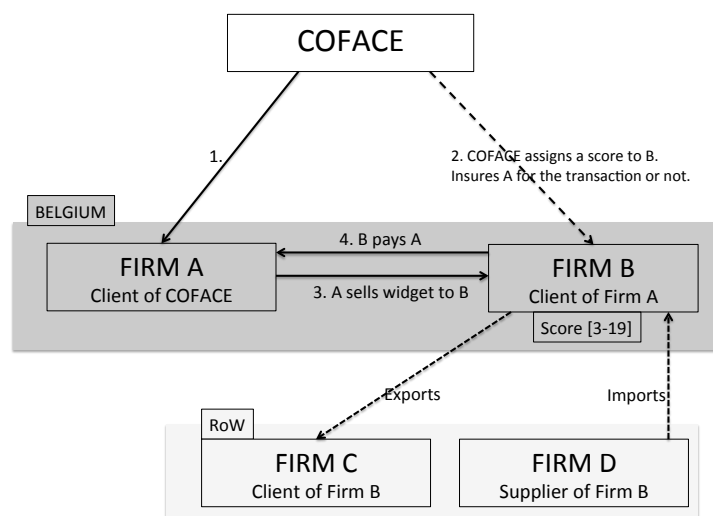 COFACE
1.
2. COFACE assigns a score to B.
Insures A for the transaction or not.
BELGIUM
4. B pays A
FIRM A
Client of COFACE
FIRM B
Client of Firm A
3. A sells widget to B
Score [3-19]
Exports
Imports
RoW
FIRM C
Client of Firm B
FIRM D
Supplier of Firm B